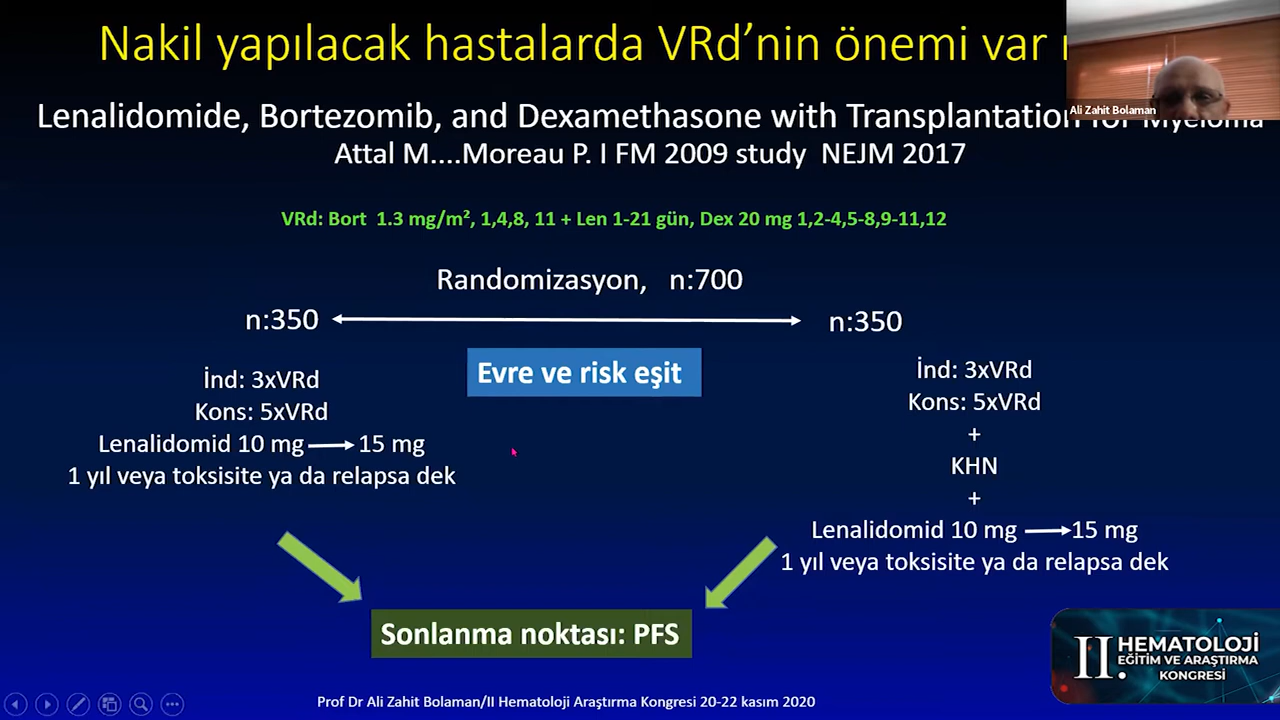 Nakil yapılacak hastalarda VRd’nin önemi var
Ali Zahit Bolaman
Lenalidomide, Bortezomib, and Dexamethasone with Transplantation for Myeloma
Attal M....Moreau P. I FM 2009 study NEJM 2017
VRd: Bort 1.3 mg/m², 1,4,8, 11 + Len 1-21 gün, Dex 20 mg 1,2-4,5-8,9-11,12
Randomizasyon, n:700
n:350
n:350
Evre ve risk eşit
İnd: 3xVRd
Kons: 5xVRd
Lenalidomid 10 mg → 15 mg
1 yıl veya toksisite ya da relapsa dek
İnd: 3xVRd
Kons: 5xVRd
+
KHN
+
Lenalidomid 10 mg → 15 mg
1 yıl veya toksisite ya da relapsa dek
Sonlanma noktası: PFS
II. HEMATOLOJİ
EĞİTİM VE ARAŞTIRMA
KONGRESİ
Prof Dr Ali Zahit Bolaman/II Hematoloji Araştırma Kongresi 20-22 kasım 2020